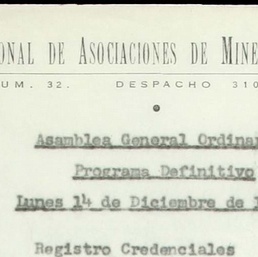 ONAL DE ASOCIACIONES DE MINE
UM. 32. DESPACHO 310
Asamblea General Ordinar
Programa Definitivo
Lunes 14 de Diciembre de 1
Registro Credenciales